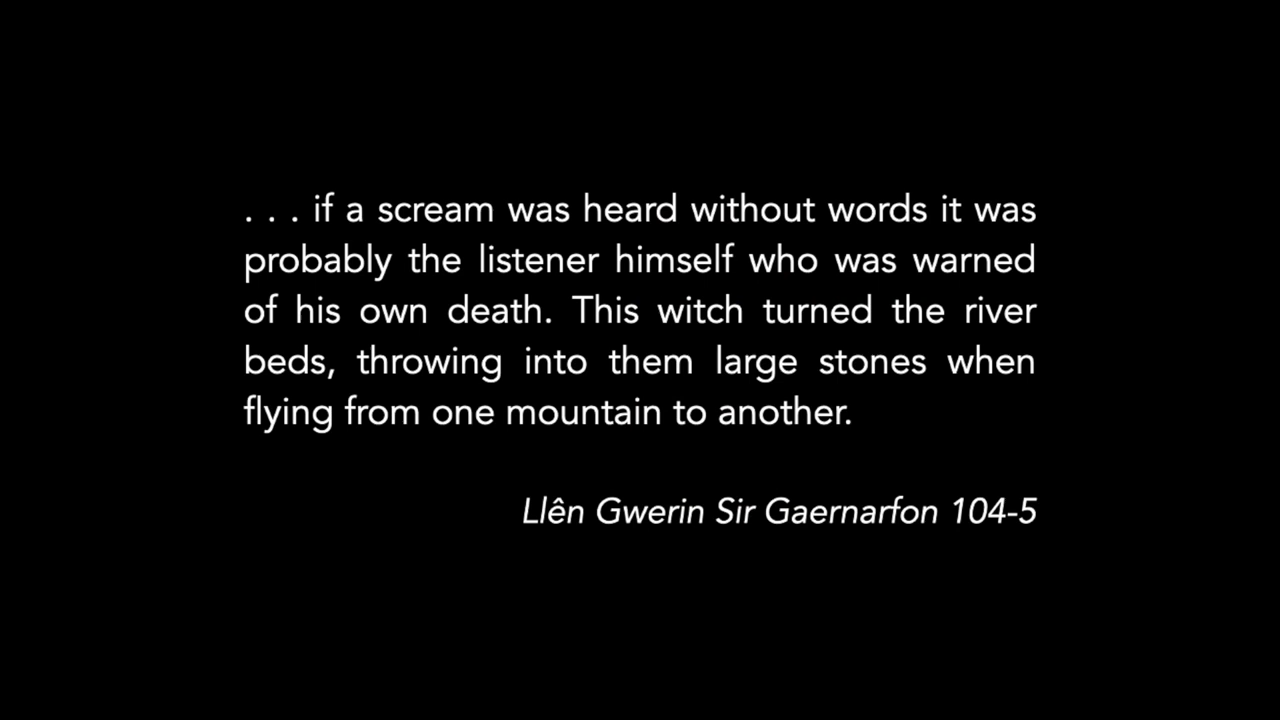 . . . if a scream was heard without words it was
probably the listener himself who was warned
of his own death. This witch turned the river
beds, throwing into them large stones when
flying from one mountain to another.
Llên Gwerin Sir Gaernarfon 104-5